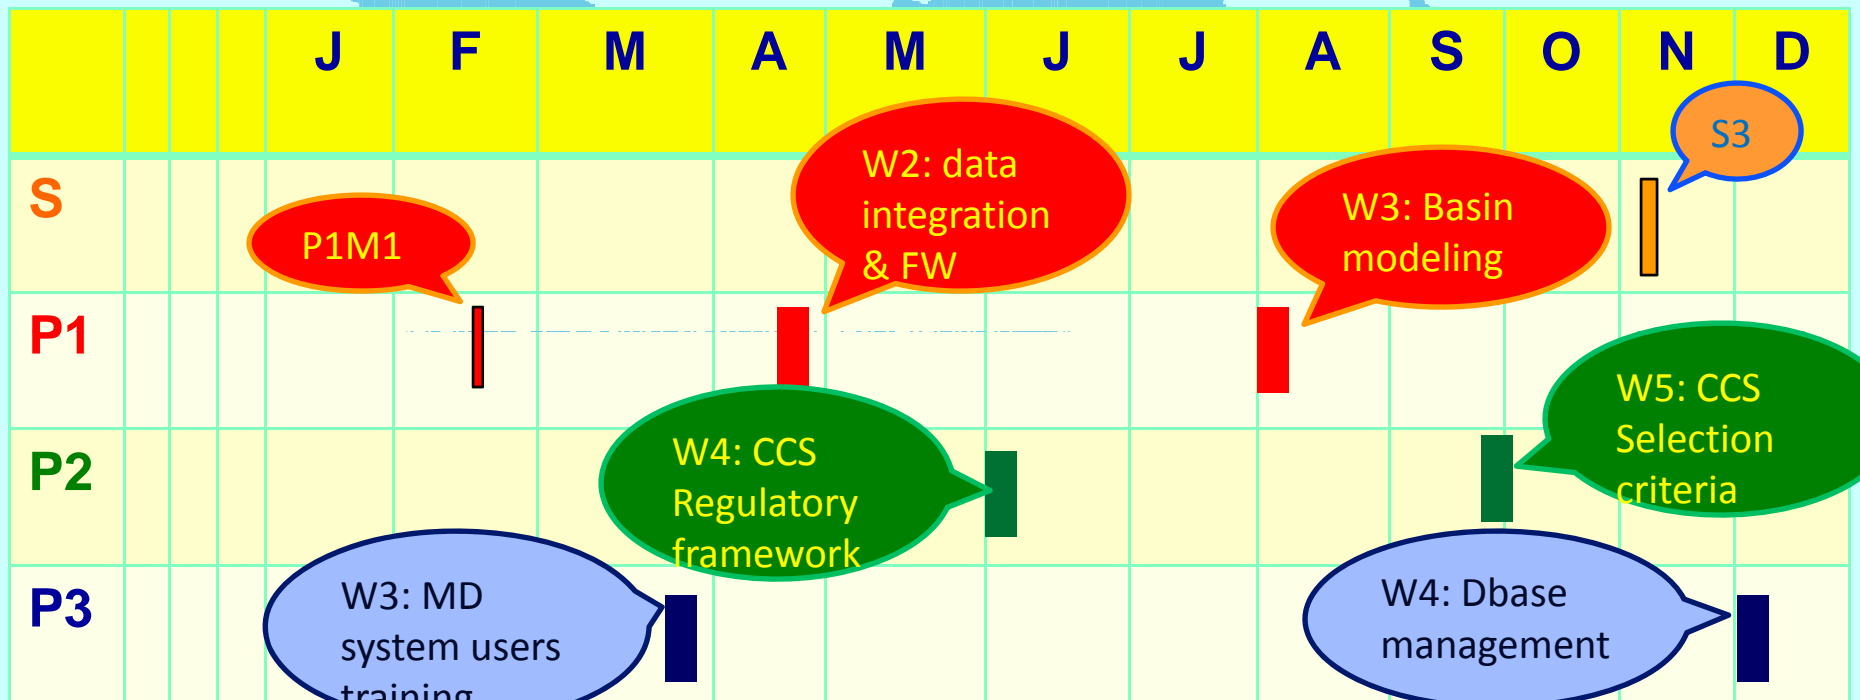 J F M A M J J A S O N D
S3
S
P1M1
W2: data
integration
& FW
W3: Basin
modeling
P1
W4: CCS
Regulatory
framework
W5: CCS
Selection
criteria
P2
P3
W3: MD
system users
training
W4: Dbase
management